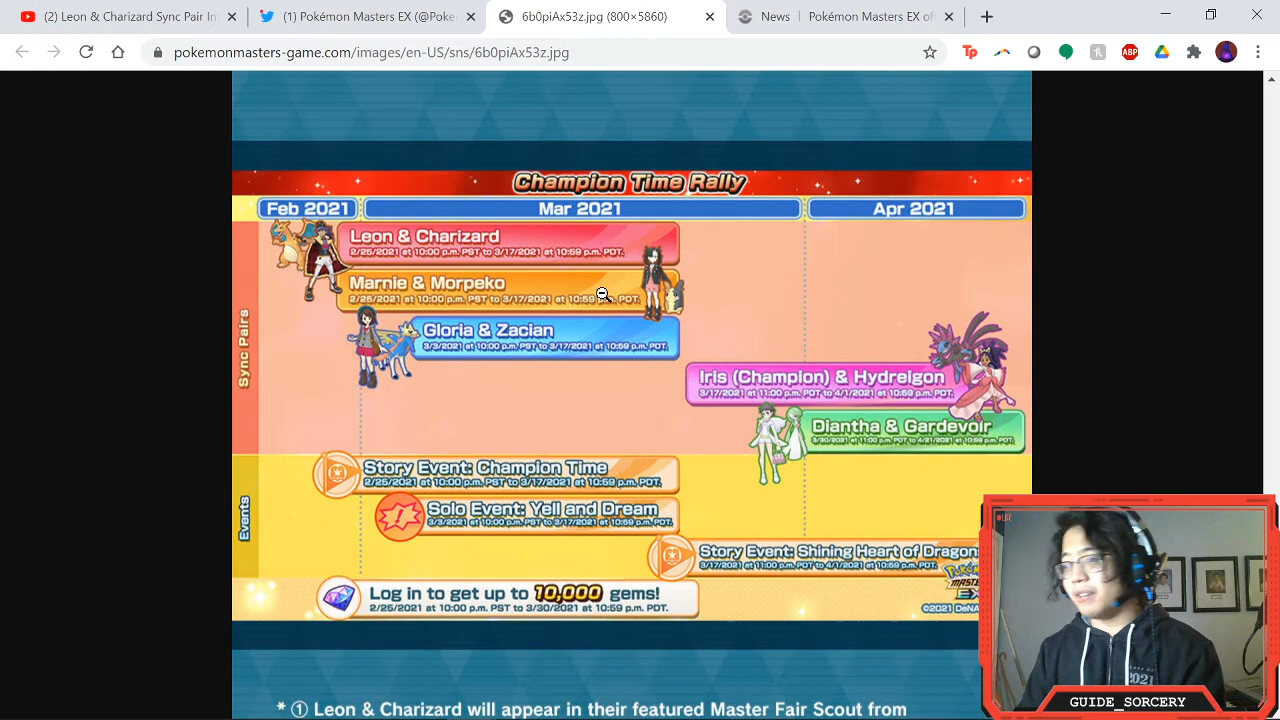 (2) Leon & Charizard Sync Pair In
(1) Pokémon Masters EX (@Poke
6b0piAx53z.jpg (800×5860)
News | Pokémon Masters EX of
pokemonmasters-game.com/images/en-US/sns/6b0piAx53z.jpg
Tp
ABP
Champion Time Rally
Feb 2021
Mar 2021
Apr 2021
Sync Pairs
Leon & Charizard
2/25/2021 at 10:00 p.m. PST to 3/17/2021 at 10:59 p.m. PDT.
Marnie & Morpeko
2/25/2021 at 10:00 p.m. PST to 3/17/2021 at 10:59 p.m. PDT.
Gloria & Zacian
3/3/2021 at 10:00 p.m. PST to 3/17/2021 at 10:59 p.m. PDT.
Iris (Champion) & Hydreigon
3/17/2021 at 11:00 p.m. PDT to 4/1/2021 at 10:59 p.m. PDT.
Diantha & Gardevoir
3/30/2021 at 11:00 p.m. PDT to 4/21/2021 at 10:59 p.m. PDT.
Events
Story Event: Champion Time
2/25/2021 at 10:00 p.m. PST to 3/17/2021 at 10:59 p.m. PDT.
Solo Event: Yell and Dream
3/3/2021 at 10:00 p.m. PST to 3/17/2021 at 10:59 p.m. PDT.
Story Event: Shining Heart of Dragons
3/17/2021 at 11:00 p.m. PDT to 4/1/2021 at 10:59 p.m. PDT.
Log in to get up to 10,000 gems!
2/25/2021 at 10:00 p.m. PST to 3/30/2021 at 10:59 p.m. PDT.
POKÉMON
MASTERS
EX
©2021 DeNA
* ① Leon & Charizard will appear in their featured Master Fair Scout from
LIVE
2021
GUIDE_SORCERY